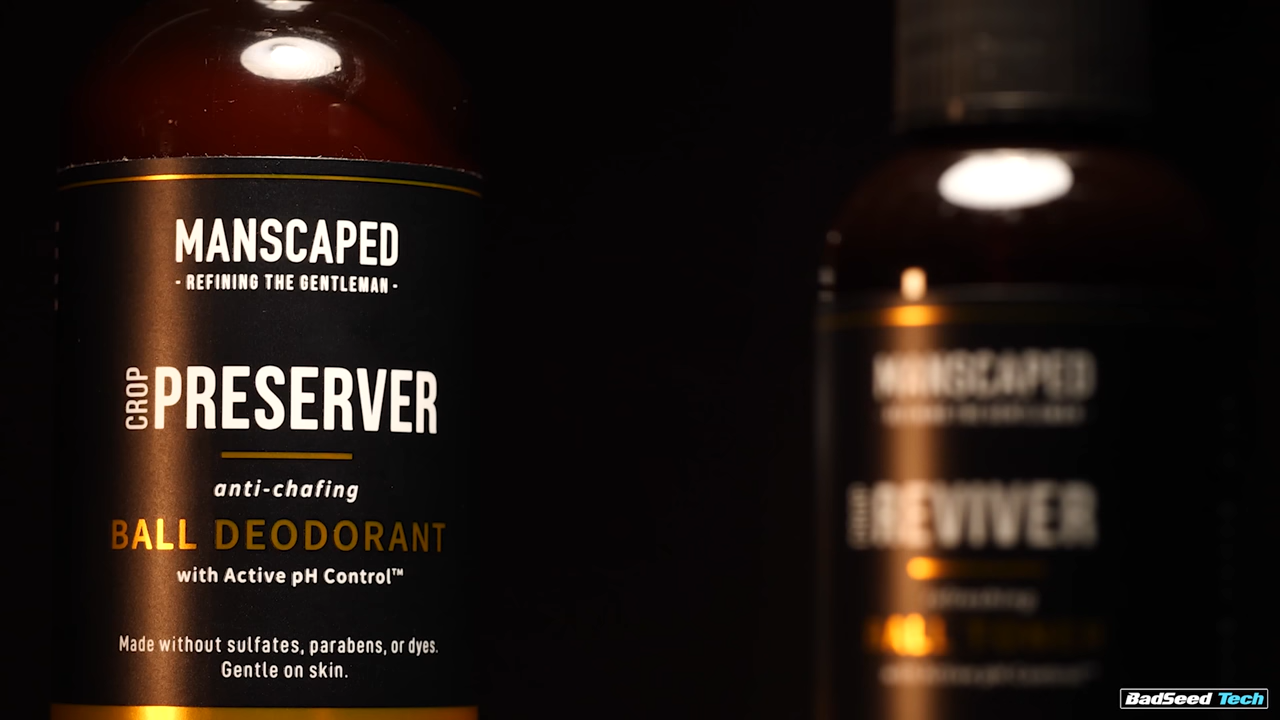 MANSCAPED
- REFINING THE GENTLEMAN -
CROP PRESERVER
anti-chafing
BALL DEODORANT
with Active pH Control™
Made without sulfates, parabens, or dyes.
Gentle on skin.
MANSCAPED
REVIVER
BadSeed Tech